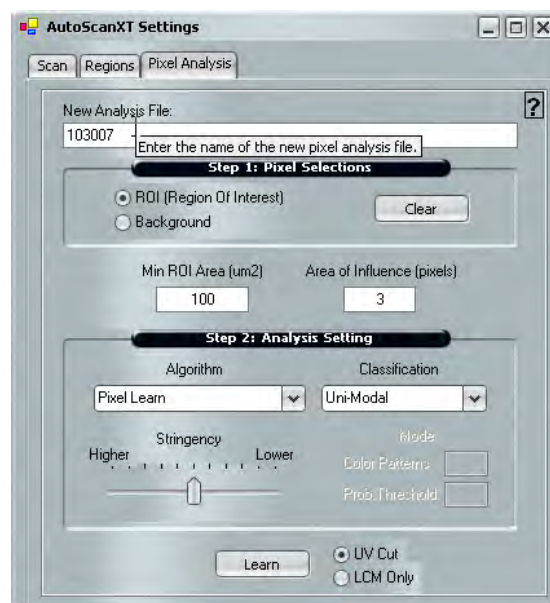 AutoScanXT Settings
Scan Regions Pixel Analysis
New Analysis File:
?
103007
Enter the name of the new pixel analysis file.
Step 1: Pixel Selections
ROI (Region Of Interest)
Background
Clear
Min ROI Area (um2) Area of Influence (pixels)
100 3
Step 2: Analysis Setting
Algorithm Classification
Pixel Learn Uni-Modal
Stringency
Higher Lower
Mode
Color Patterns
Prob.Threshold
Learn
UV Cut
LCM Only